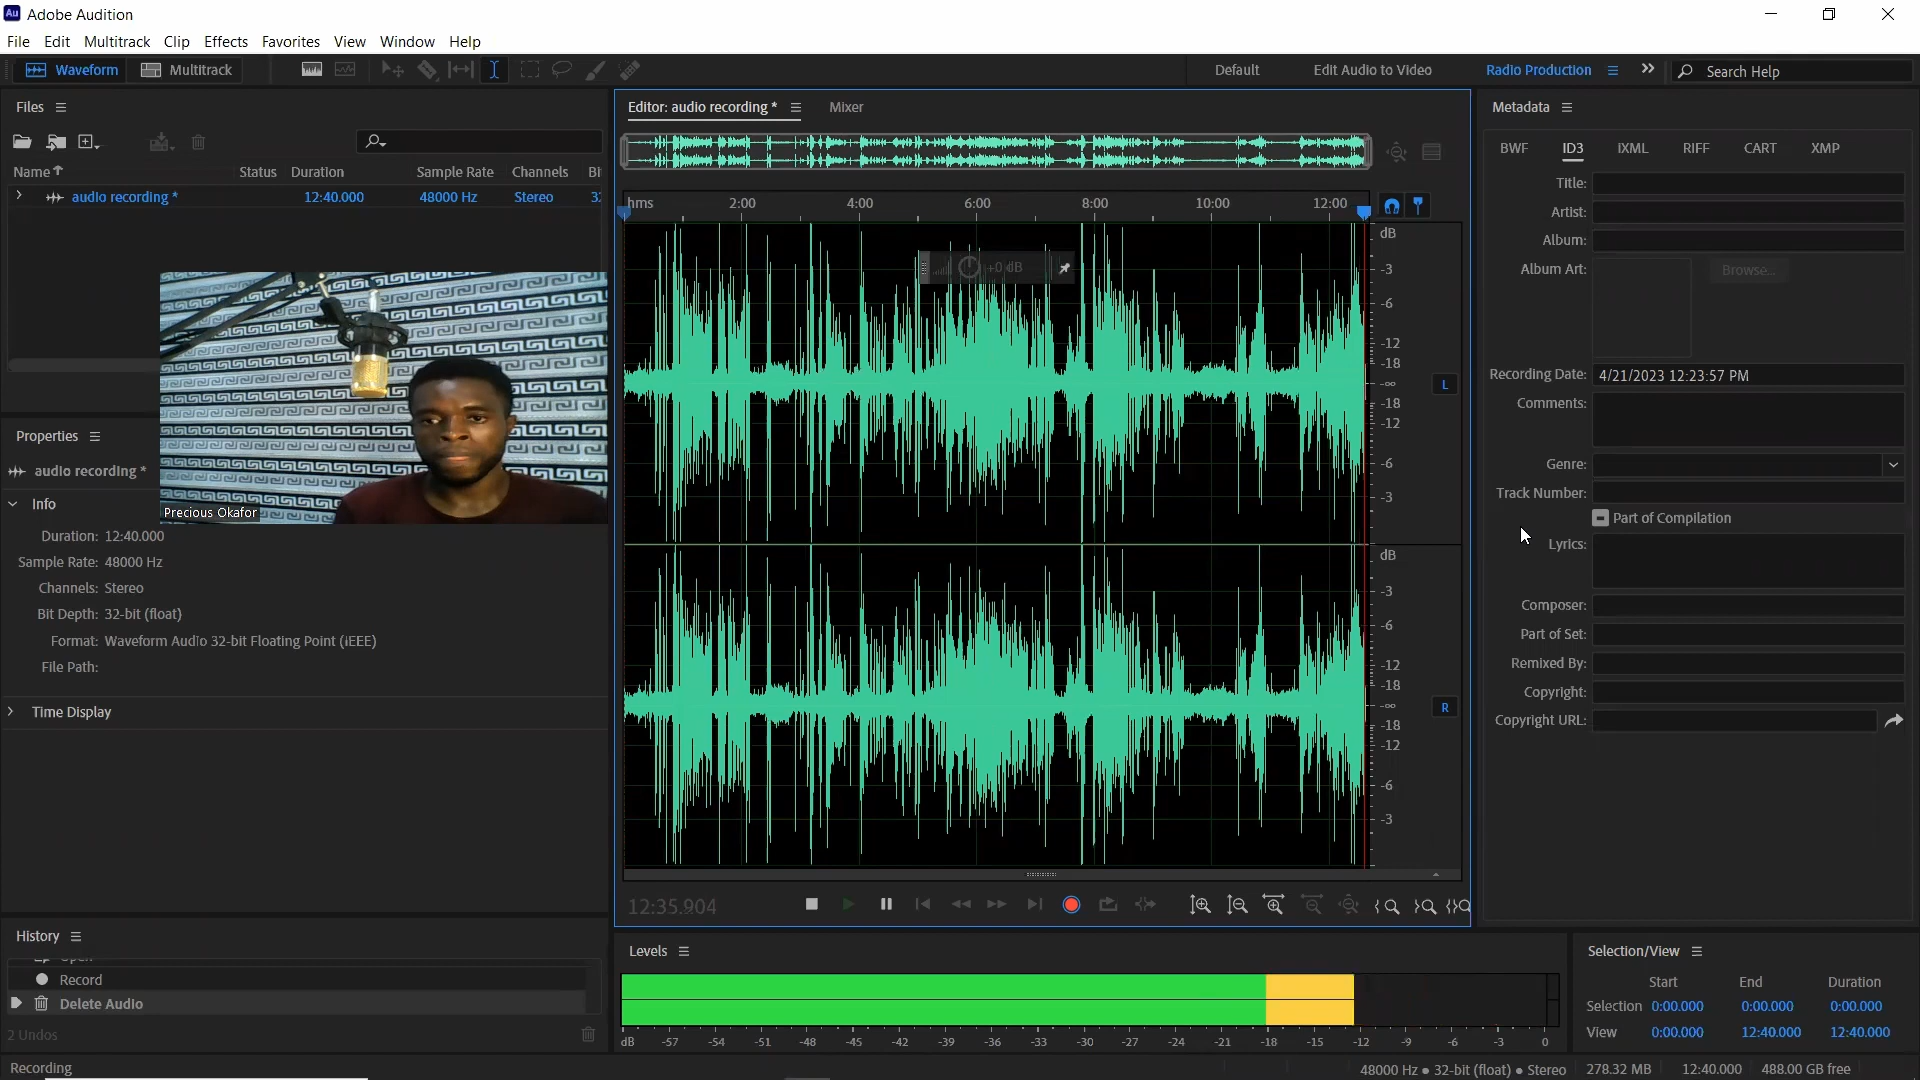 Au Adobe Audition
File Edit Multitrack Clip Effects Favorites View Window Help
Waveform Multitrack Default Edit Audio to Video Radio Production Search Help
Files
Name Status Duration Sample Rate Channels Bi
audio recording * 12:40.000 48000 Hz Stereo 32
Precious Okafor
Properties
audio recording *
Info
Duration: 12:40.000
Sample Rate: 48000 Hz
Channels: Stereo
Bit Depth: 32-bit (float)
Format: Waveform Audio 32-bit Floating Point (IEEE)
File Path:
Time Display
History
Open
Record
Delete Audio
2 Undos
Recording
Editor: audio recording * Mixer
hms 2:00 4:00 6:00 8:00 10:00 12:00
+0 dB
dB
-3
-6
-12
-18
-∞
-18
-12
-6
-3
L
dB
-3
-6
-12
-18
-∞
-18
-12
-6
-3
R
12:35.904
Levels
dB -57 -54 -51 -48 -45 -42 -39 -36 -33 -30 -27 -24 -21 -18 -15 -12 -9 -6 -3 0
Metadata
BWF ID3 IXML RIFF CART XMP
Title:
Artist:
Album:
Album Art: Browse...
Recording Date: 4/21/2023 12:23:57 PM
Comments:
Genre:
Track Number:
Part of Compilation
Lyrics:
Composer:
Part of Set:
Remixed By:
Copyright:
Copyright URL:
Selection/View
Start End Duration
Selection 0:00.000 0:00.000 0:00.000
View 0:00.000 12:40.000 12:40.000
48000 Hz ● 32-bit (float) ● Stereo 278.32 MB 12:40.000 488.00 GB free